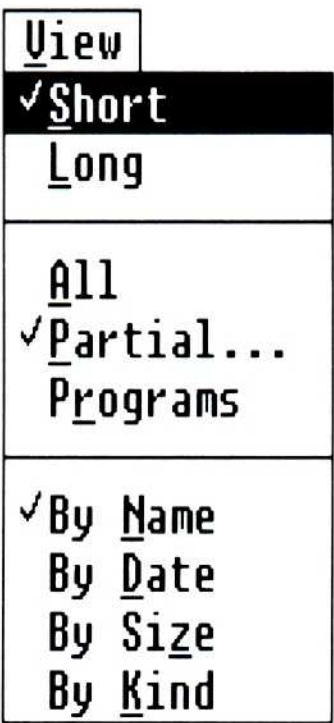 View
✓Short
Long
All
✓Partial...
Programs
✓By Name
By Date
By Size
By Kind